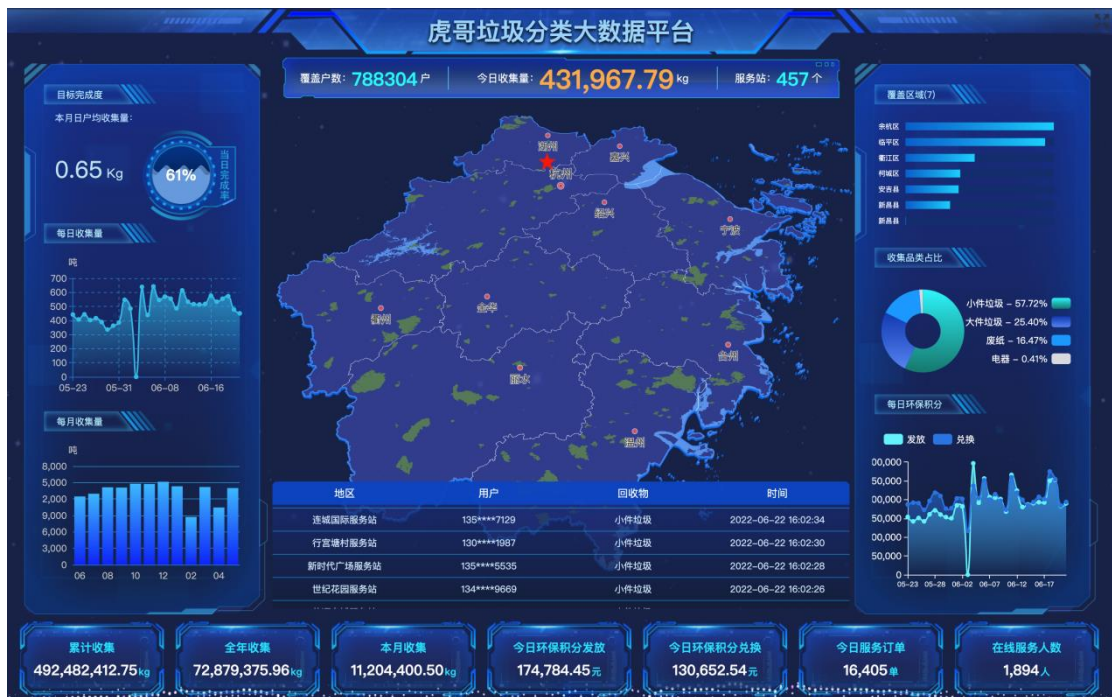 虎哥垃圾分类大数据平台
覆盖户数: 788304 户
今日收集量: 431,967.79 kg
服务站: 457 个
目标完成度
本月日户均收集量:
0.65 Kg
61%
当日完成率
每日收集量
吨
700
600
500
400
300
200
100
0
05-23 05-31 06-08 06-16
每月收集量
吨
8,000
5,000
2,000
9,000
6,000
3,000
0
06 08 10 12 02 04
湖州
嘉兴
杭州
绍兴
宁波
衢州
金华
台州
丽水
温州
地区 用户 回收物 时间
连城国际服务站 135****7129 小件垃圾 2022-06-22 16:02:34
行宫塘村服务站 130****1987 小件垃圾 2022-06-22 16:02:30
新时代广场服务站 135****5535 小件垃圾 2022-06-22 16:02:28
世纪花园服务站 134****9669 小件垃圾 2022-06-22 16:02:26
覆盖区域(7)
余杭区
临平区
衢江区
柯城区
安吉县
新昌县
新昌县
收集品类占比
小件垃圾 - 57.72%
大件垃圾 - 25.40%
废纸 - 16.47%
电器 - 0.41%
每日环保积分
发放 兑换
00,000
50,000
00,000
50,000
00,000
50,000
0
05-23 05-28 06-02 06-07 06-12 06-17
累计收集
492,482,412.75 kg
全年收集
72,879,375.96 kg
本月收集
11,204,400.50 kg
今日环保积分发放
174,784.45 元
今日环保积分兑换
130,652.54 元
今日服务订单
16,405 单
在线服务人数
1,894 人